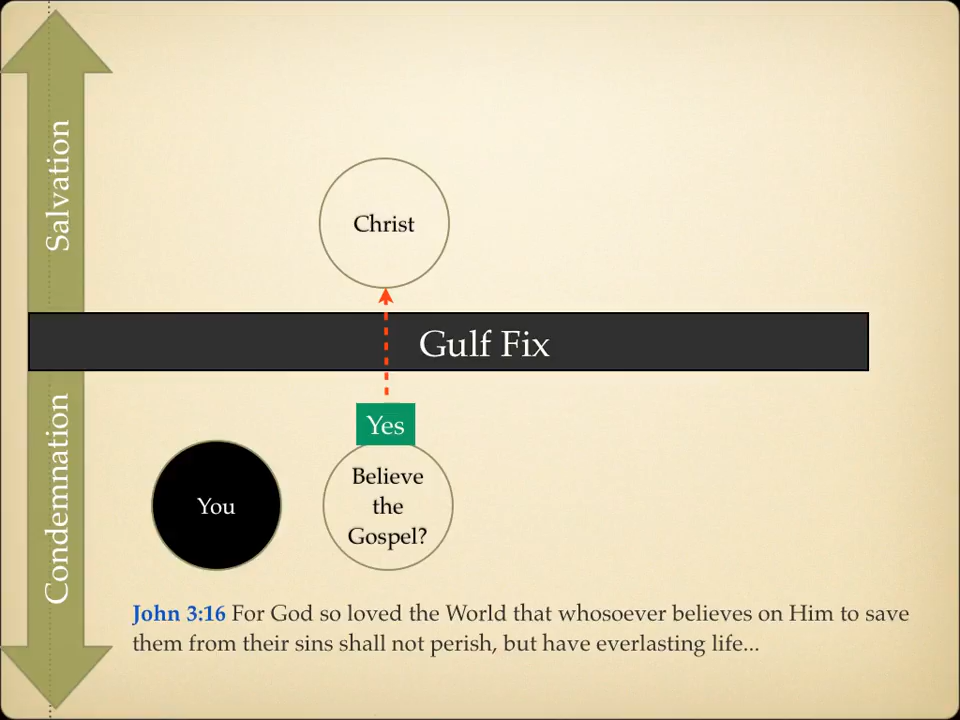 Salvation
Christ
Gulf Fix
Condemnation
Yes
You
Believe
the
Gospel?
John 3:16 For God so loved the World that whosoever believes on Him to save
them from their sins shall not perish, but have everlasting life...